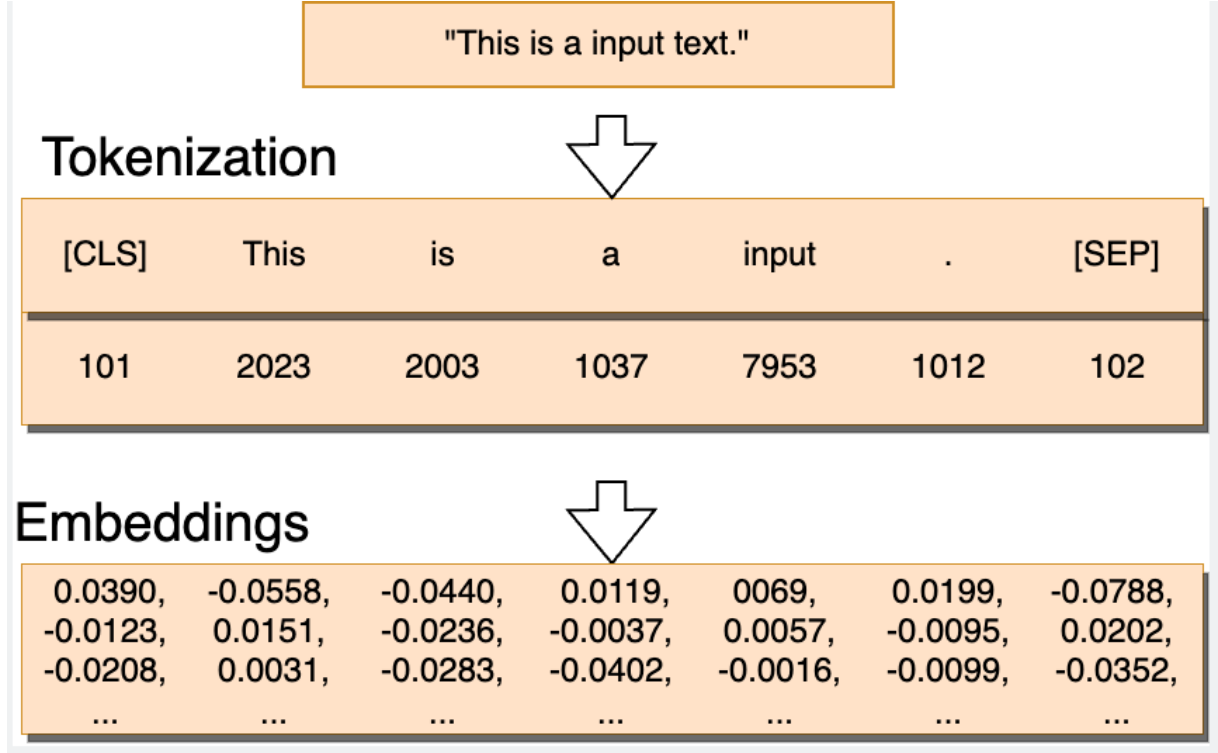 "This is a input text."
Tokenization
[CLS] This is a input . [SEP]
101 2023 2003 1037 7953 1012 102
Embeddings
0.0390, -0.0558, -0.0440, 0.0119, 0069, 0.0199, -0.0788,
-0.0123, 0.0151, -0.0236, -0.0037, 0.0057, -0.0095, 0.0202,
-0.0208, 0.0031, -0.0283, -0.0402, -0.0016, -0.0099, -0.0352,
... ... ... ... ... ... ...